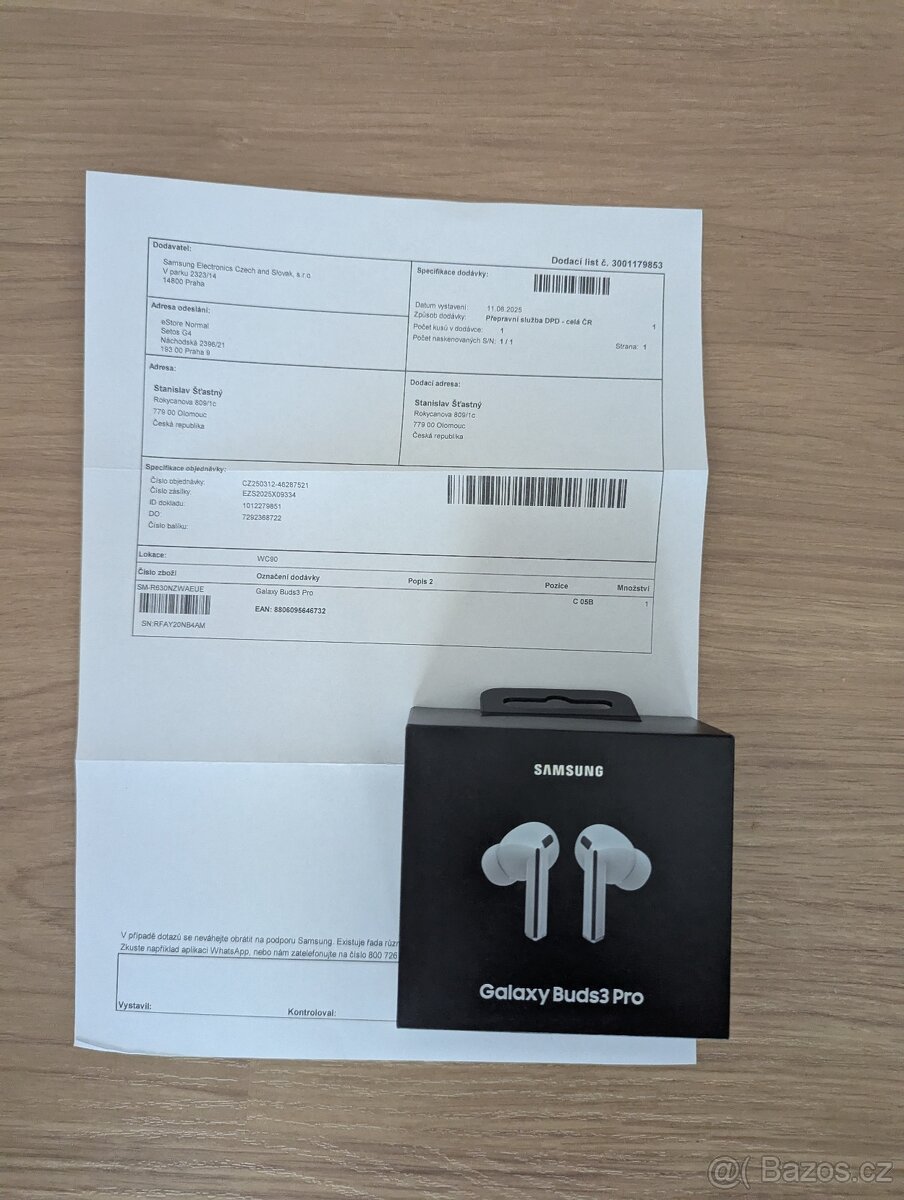 Dodavatel:
Samsung Electronics Czech and Slovak, s.r.o.
V parku 2323/14
14800 Praha
Dodací list č. 3001179853
Specifikace dodávky:
Datum vystavení: 11.08.2025
Způsob dodávky: Přepravní služba DPD - celá ČR
Počet kusů v dodávce: 1
1
Počet naskenovaných S/N: 1 / 1
Strana: 1
Adresa odeslání:
eStore Normal
Setos G4
Náchodská 2396/21
193 00 Praha 9
Adresa:
Stanislav Šťastný
Rokycanova 809/1c
779 00 Olomouc
Česká republika
Dodací adresa:
Stanislav Šťastný
Rokycanova 809/1c
779 00 Olomouc
Česká republika
Specifikace objednávky:
Číslo objednávky: CZ250312-46287521
Číslo zásilky: EZS2025X09334
ID dokladu: 1012279851
DO: 7292368722
Číslo balíku:
Lokace: WC90
Číslo zboží Označení dodávky Popis 2 Pozice Množství
SM-R630NZWAEUE Galaxy Buds3 Pro C 05B 1
EAN: 8806095646732
SN:RFAY20NB4AM
V případě dotazů se neváhejte obrátit na podporu Samsung. Existuje řada různ
Zkuste například aplikaci WhatsApp, nebo nám zatelefonujte na číslo 800 726
Vystavil:
Kontroloval:
SAMSUNG
Galaxy Buds3 Pro
@( Bazos.cz